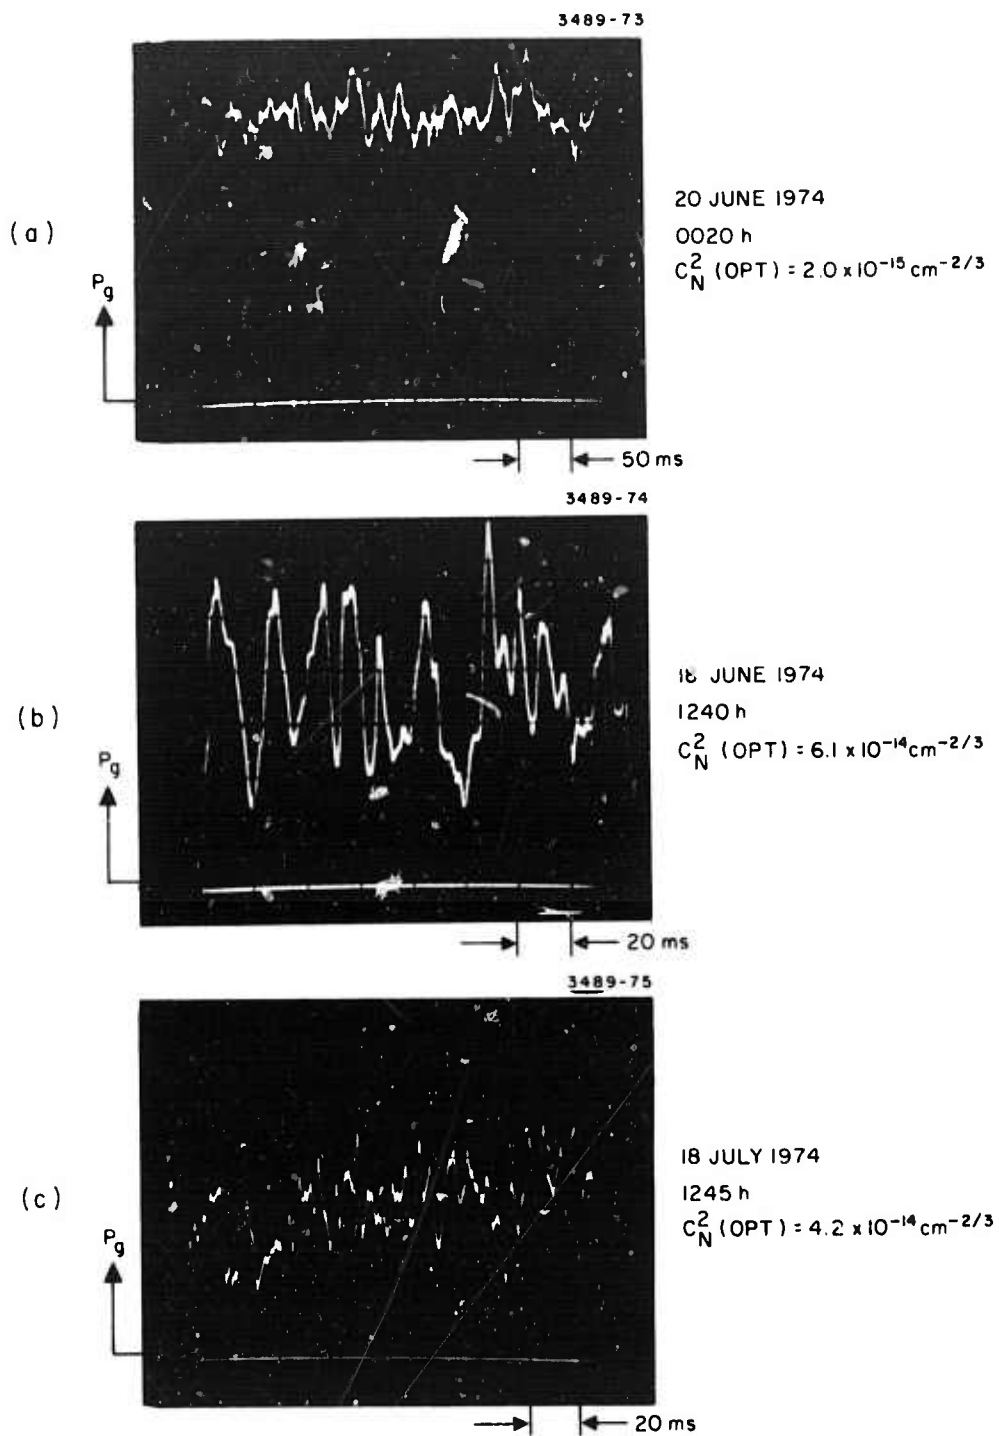 3489-73
(a)
Pg
20 JUNE 1974
0020 h
C²N (OPT) = 2.0 x 10⁻¹⁵ cm⁻²/³
50 ms
3489-74
(b)
Pg
JUNE 1974
1240 h
C²N (OPT) = 6.1 x 10⁻¹⁴ cm⁻²/³
20 ms
3489-75
(c)
Pg
18 JULY 1974
1245 h
C²N (OPT) = 4.2 x 10⁻¹⁴ cm⁻²/³
20 ms